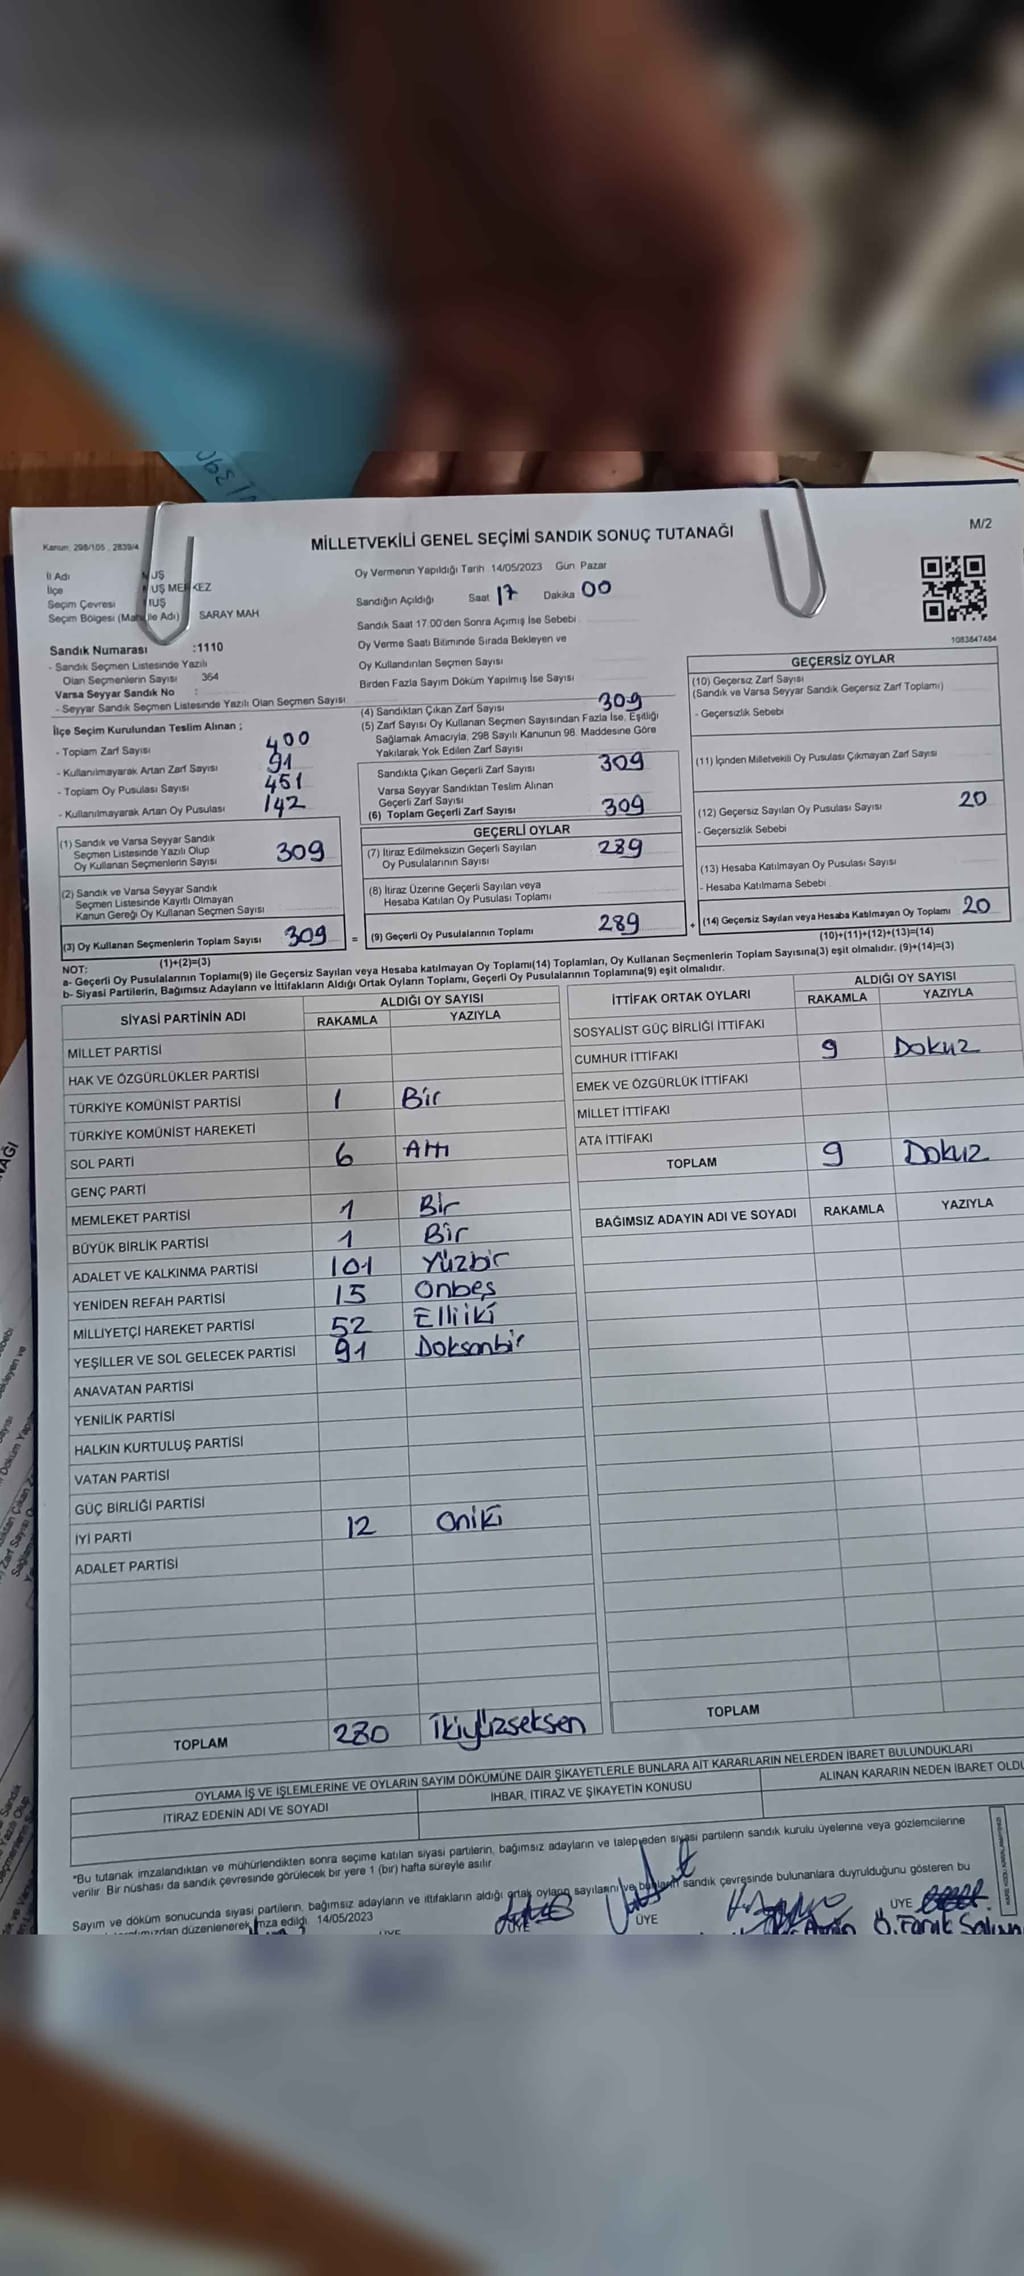 Kanun: 298/105 , 2839/4
M/2
MİLLETVEKİLİ GENEL SEÇİMİ SANDIK SONUÇ TUTANAĞI
İl Adı UŞ
İlçe UŞ MERKEZ
Seçim Çevresi UŞ
Seçim Bölgesi (Mahalle Adı) SARAY MAH
Sandık Numarası :1110
- Sandık Seçmen Listesinde Yazılı
Olan Seçmenlerin Sayısı 364
Varsa Seyyar Sandık No :
- Seyyar Sandık Seçmen Listesinde Yazılı Olan Seçmen Sayısı
Oy Vermenin Yapıldığı Tarih 14/05/2023 Gün Pazar
Sandığın Açıldığı Saat 17 Dakika 00
Sandık Saat 17:00'den Sonra Açımış İse Sebebi
Oy Verme Saati Bitiminde Sırada Bekleyen ve
Oy Kullandırılan Seçmen Sayısı
Birden Fazla Sayım Döküm Yapılmış İse Sayısı
1083847484
İlçe Seçim Kurulundan Teslim Alınan ;
- Toplam Zarf Sayısı 400
- Kullanılmayarak Artan Zarf Sayısı 91
- Toplam Oy Pusulası Sayısı 451
- Kullanılmayarak Artan Oy Pusulası 142
(1) Sandık ve Varsa Seyyar Sandık
Seçmen Listesinde Yazılı Olup
Oy Kullanan Seçmenlerin Sayısı 309
(2) Sandık ve Varsa Seyyar Sandık
Seçmen Listesinde Kayıtlı Olmayan
Kanun Gereği Oy Kullanan Seçmen Sayısı
(3) Oy Kullanan Seçmenlerin Toplam Sayısı 309
(1)+(2)=(3)
(4) Sandıktan Çıkan Zarf Sayısı 309
(5) Zarf Sayısı Oy Kullanan Seçmen Sayısından Fazla İse, Eşitliği
Sağlamak Amacıyla, 298 Sayılı Kanunun 98. Maddesine Göre
Yakılarak Yok Edilen Zarf Sayısı
Sandıkta Çıkan Geçerli Zarf Sayısı 309
Varsa Seyyar Sandıktan Teslim Alınan
Geçerli Zarf Sayısı
(6) Toplam Geçerli Zarf Sayısı 309
GEÇERLİ OYLAR
(7) İtiraz Edilmeksizin Geçerli Sayılan
Oy Pusulalarının Sayısı 289
(8) İtiraz Üzerine Geçerli Sayılan veya
Hesaba Katılan Oy Pusulası Toplamı
= (9) Geçerli Oy Pusulalarının Toplamı 289
GEÇERSİZ OYLAR
(10) Geçersiz Zarf Sayısı
(Sandık ve Varsa Seyyar Sandık Geçersiz Zarf Toplamı)
- Geçersizlik Sebebi
(11) İçinden Milletvekili Oy Pusulası Çıkmayan Zarf Sayısı
(12) Geçersiz Sayılan Oy Pusulası Sayısı 20
- Geçersizlik Sebebi
(13) Hesaba Katılmayan Oy Pusulası Sayısı
- Hesaba Katılmama Sebebi
+ (14) Geçersiz Sayılan veya Hesaba Katılmayan Oy Toplamı 20
(10)+(11)+(12)+(13)=(14)
NOT:
a- Geçerli Oy Pusulalarının Toplamı(9) ile Geçersiz Sayılan veya Hesaba katılmayan Oy Toplamı(14) Toplamları, Oy Kullanan Seçmenlerin Toplam Sayısına(3) eşit olmalıdır. (9)+(14)=(3)
b- Siyasi Partilerin, Bağımsız Adayların ve İttifakların Aldığı Ortak Oyların Toplamı, Geçerli Oy Pusulalarının Toplamına(9) eşit olmalıdır.
SİYASİ PARTİNİN ADI ALDIĞI OY SAYISI
RAKAMLA YAZIYLA
MİLLET PARTİSİ
HAK VE ÖZGÜRLÜKLER PARTİSİ
TÜRKİYE KOMÜNİST PARTİSİ 1 Bir
TÜRKİYE KOMÜNİST HAREKETİ
SOL PARTİ 6 Altı
GENÇ PARTİ
MEMLEKET PARTİSİ 1 Bir
BÜYÜK BİRLİK PARTİSİ 1 Bir
ADALET VE KALKINMA PARTİSİ 101 Yüzbir
YENİDEN REFAH PARTİSİ 15 Onbeş
MİLLİYETÇİ HAREKET PARTİSİ 52 Elliiki
YEŞİLLER VE SOL GELECEK PARTİSİ 91 Doksanbir
ANAVATAN PARTİSİ
YENİLİK PARTİSİ
HALKIN KURTULUŞ PARTİSİ
VATAN PARTİSİ
GÜÇ BİRLİĞİ PARTİSİ
İYİ PARTİ 12 Oniki
ADALET PARTİSİ
TOPLAM 280 İkiyüzseksen
İTTİFAK ORTAK OYLARI ALDIĞI OY SAYISI
RAKAMLA YAZIYLA
SOSYALİST GÜÇ BİRLİĞİ İTTİFAKI
CUMHUR İTTİFAKI 9 Dokuz
EMEK VE ÖZGÜRLÜK İTTİFAKI
MİLLET İTTİFAKI
ATA İTTİFAKI
TOPLAM 9 Dokuz
BAĞIMSIZ ADAYIN ADI VE SOYADI RAKAMLA YAZIYLA
TOPLAM
OYLAMA İŞ VE İŞLEMLERİNE VE OYLARIN SAYIM DÖKÜMÜNE DAİR ŞİKAYETLERLE BUNLARA AİT KARARLARIN NELERDEN İBARET BULUNDUKLARI
İTİRAZ EDENİN ADI VE SOYADI İHBAR, İTİRAZ VE ŞİKAYETİN KONUSU ALINAN KARARIN NEDEN İBARET OLDU
*Bu tutanak imzalandıktan ve mühürlendikten sonra seçime katılan siyasi partilerin, bağımsız adayların ve talep eden siyasi partilerin sandık kurulu üyelerine veya gözlemcilerine
verilir. Bir nüshası da sandık çevresinde görülecek bir yere 1 (bir) hafta süreyle asılır
Sayım ve döküm sonucunda siyasi partilerin, bağımsız adayların ve ittifakların aldığı ortak oyların sayılarını ve bunların sandık çevresinde bulunanlara duyrulduğunu gösteren bu
düzenlenerek imza edildi. 14/05/2023
ÜYE ÜYE ÜYE ÜYE